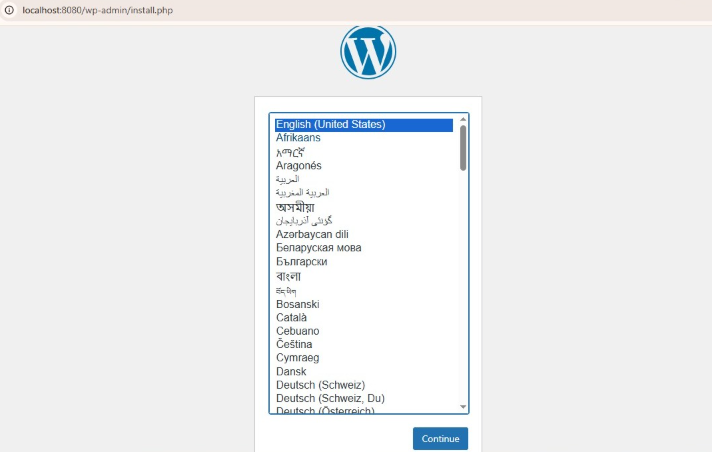 localhost:8080/wp-admin/install.php
English (United States)
Afrikaans
አማርኛ
Aragonés
العربية
العربية المغربية
অসমীয়া
گؤنئی آذربایجان
Azərbaycan dili
Беларуская мова
Български
বাংলা
བོད་ཡིག
Bosanski
Català
Cebuano
Čeština
Cymraeg
Dansk
Deutsch (Schweiz)
Deutsch (Schweiz, Du)
Deutsch (Österreich)
Continue